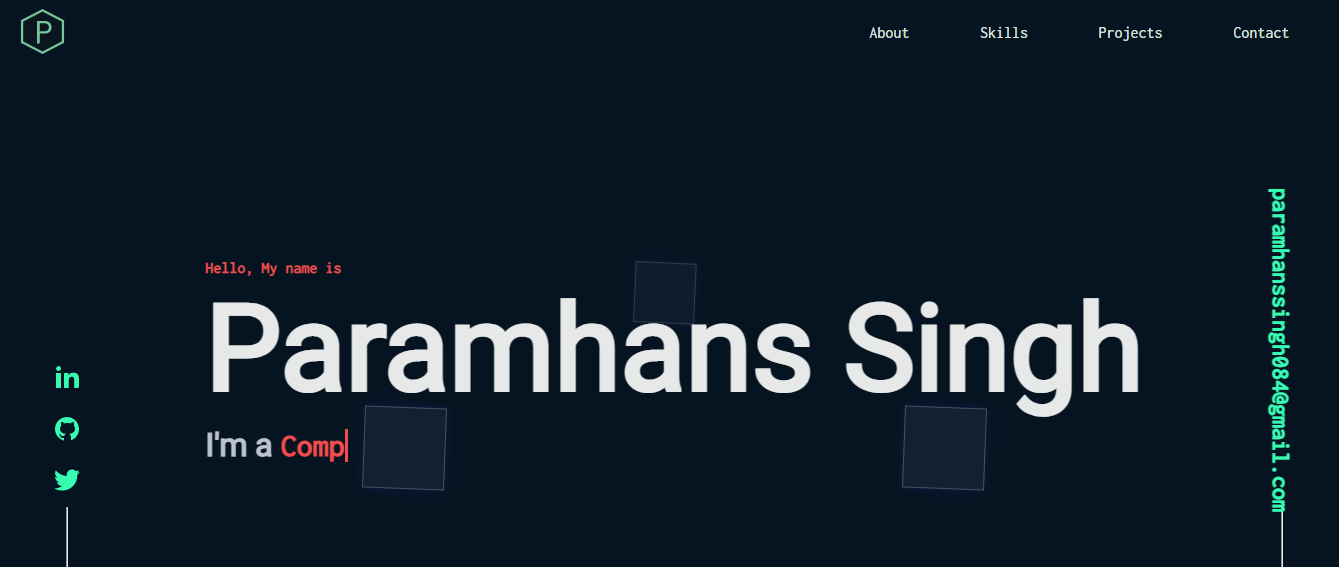 P
About Skills Projects Contact
Hello, My name is
Paramhans Singh
I'm a Comp
in
paramhanssingh084@gmail.com